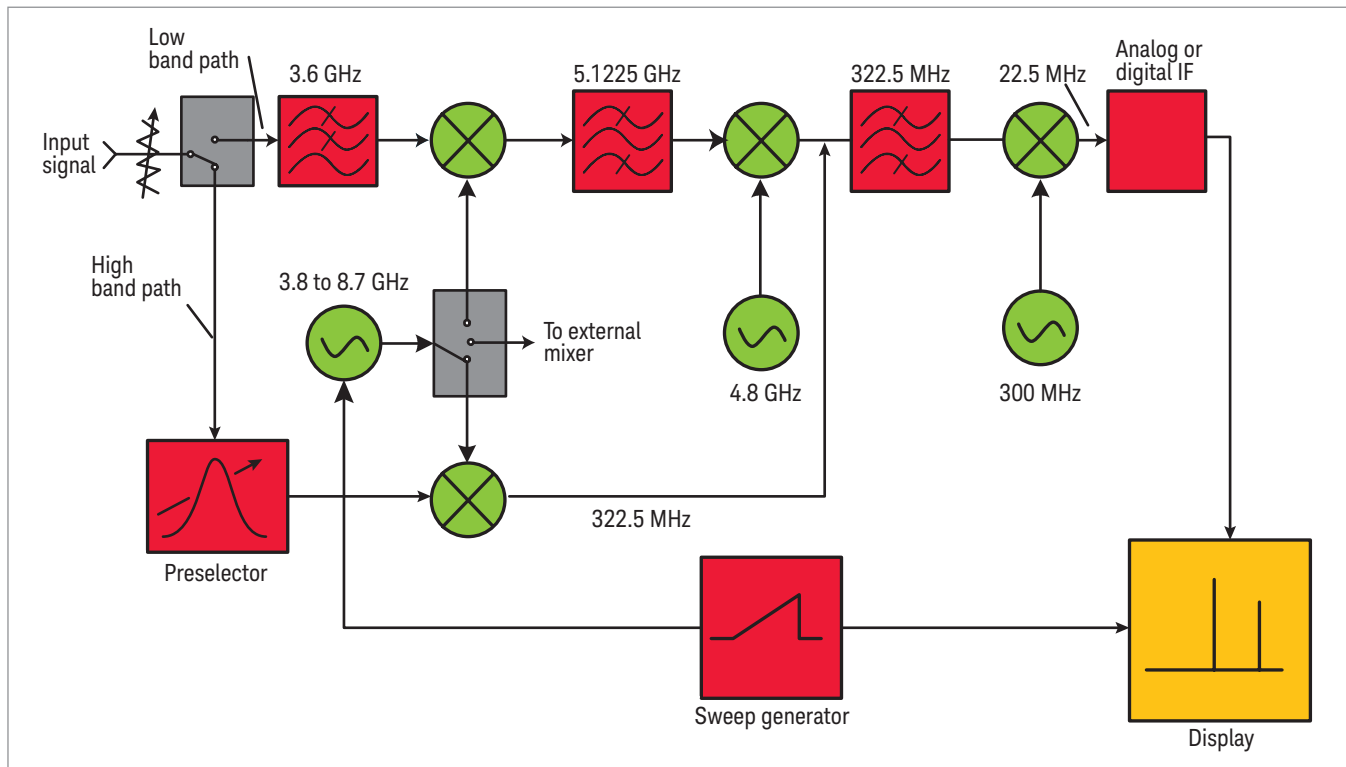 Low
band path
3.6 GHz
5.1225 GHz
322.5 MHz
22.5 MHz
Analog or
digital IF
Input
signal
High
band path
3.8 to 8.7 GHz
To external
mixer
4.8 GHz
300 MHz
322.5 MHz
Preselector
Sweep generator
Display